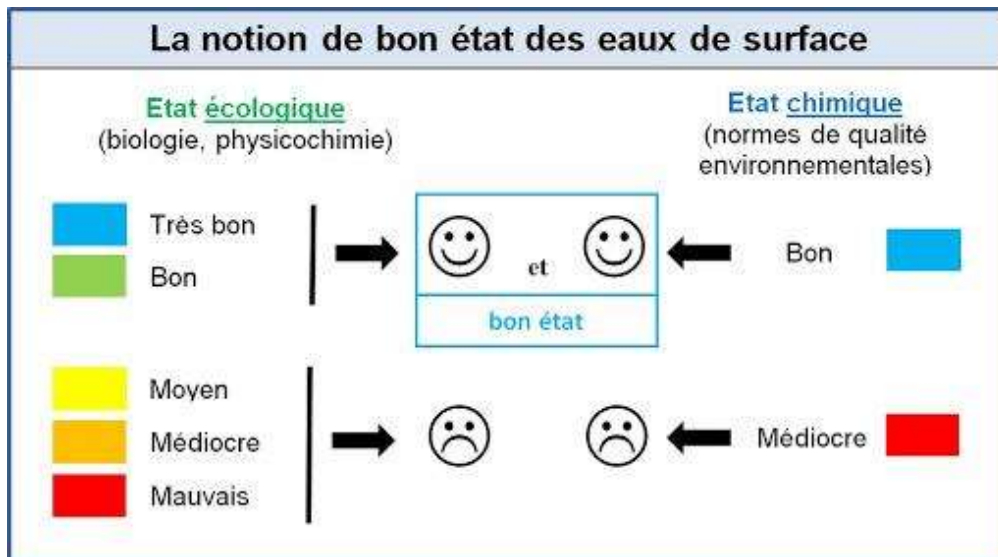 La notion de bon état des eaux de surface
Etat écologique
(biologie, physicochimie)
Etat chimique
(normes de qualité
environnementales)
Très bon
Bon
et
Bon
bon état
Moyen
Médiocre
Mauvais
Médiocre